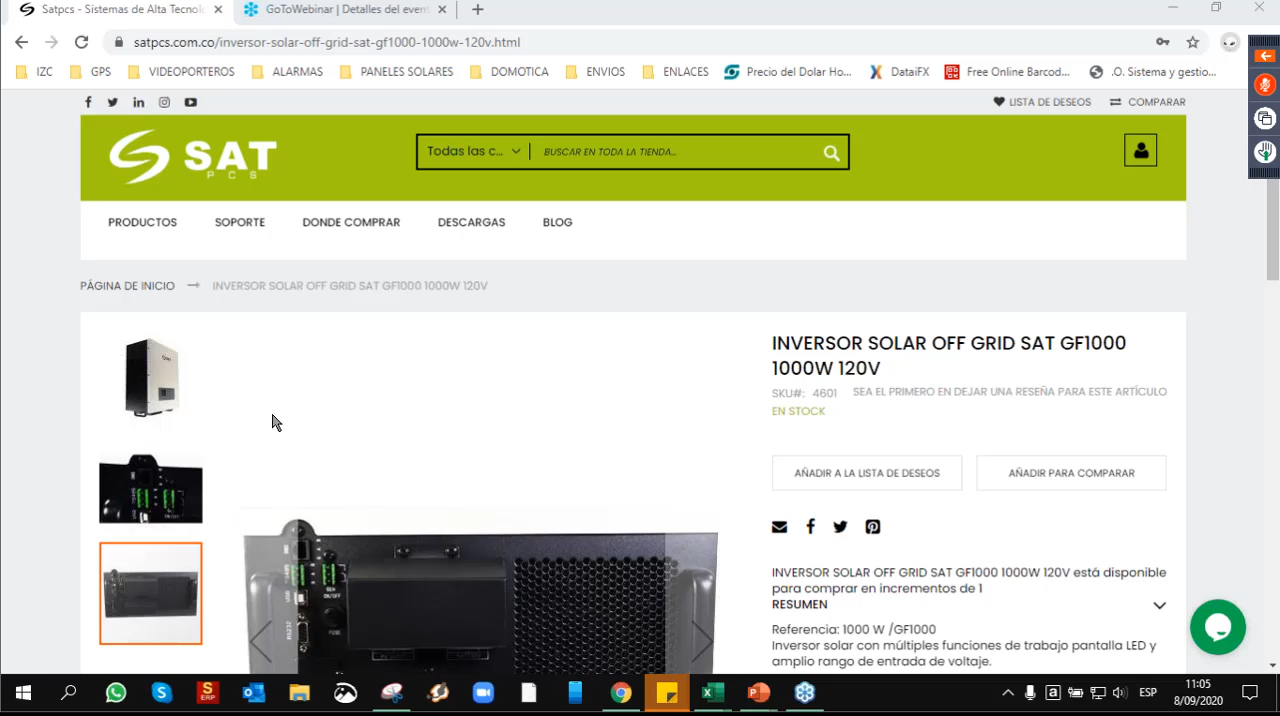 Satpcs - Sistemas de Alta Tecnol
GoToWebinar | Detalles del even
satpcs.com.co/inversor-solar-off-grid-sat-gf1000-1000w-120v.html
IZC
GPS
VIDEOPORTEROS
ALARMAS
PANELES SOLARES
DOMOTICA
ENVIOS
ENLACES
Precio del Dolar Ho...
DataiFX
Free Online Barcod...
.O. Sistema y gestio...
LISTA DE DESEOS
COMPARAR
SAT
PCS
Todas las c...
BUSCAR EN TODA LA TIENDA...
PRODUCTOS
SOPORTE
DONDE COMPRAR
DESCARGAS
BLOG
PÁGINA DE INICIO
INVERSOR SOLAR OFF GRID SAT GF1000 1000W 120V
INVERSOR SOLAR OFF GRID SAT GF1000
1000W 120V
SKU#: 4601
SEA EL PRIMERO EN DEJAR UNA RESEÑA PARA ESTE ARTÍCULO
EN STOCK
AÑADIR A LA LISTA DE DESEOS
AÑADIR PARA COMPARAR
INVERSOR SOLAR OFF GRID SAT GF1000 1000W 120V está disponible
para comprar en incrementos de 1
RESUMEN
Referencia: 1000 W /GF1000
Inversor solar con múltiples funciones de trabajo pantalla LED y
amplio rango de entrada de voltaje.
USB
ON/OFF
RS232
S
ERP
ESP
11:05
8/09/2020